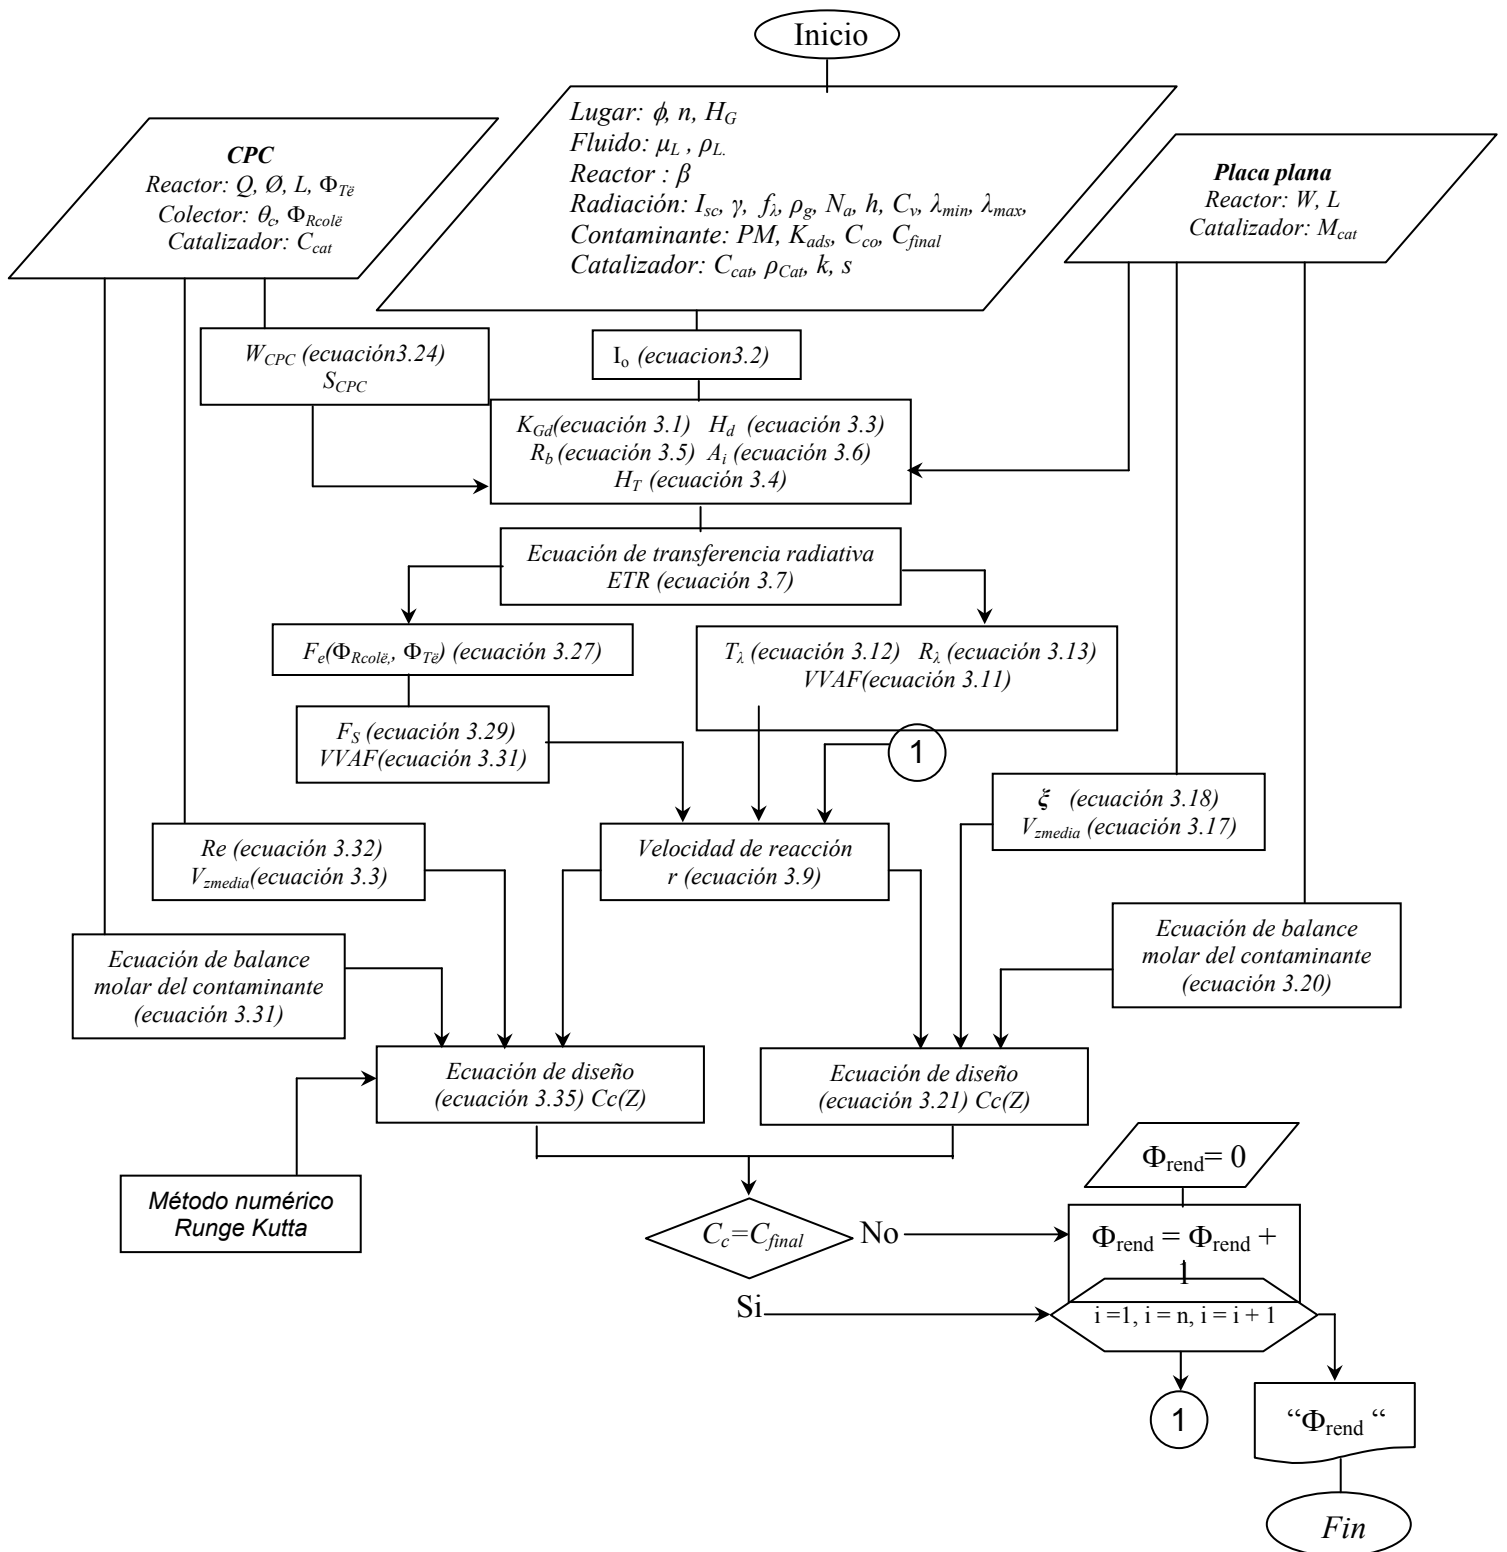 Inicio
Lugar: ϕ, n, H_G
Fluido: μ_L , ρ_L.
Reactor : β
Radiación: I_sc, γ, f_λ, ρ_g, N_a, h, C_v, λ_min, λ_max,
Contaminante: PM, K_ads, C_co, C_final
Catalizador: C_cat, ρ_Cat, k, s
CPC
Reactor: Q, Ø, L, Φ_Të
Colector: θ_c, Φ_Rcolë
Catalizador: C_cat
Placa plana
Reactor: W, L
Catalizador: M_cat
W_CPC (ecuación3.24)
S_CPC
I_o (ecuacion3.2)
K_Gd(ecuación 3.1) H_d (ecuación 3.3)
R_b (ecuación 3.5) A_i (ecuación 3.6)
H_T (ecuación 3.4)
Ecuación de transferencia radiativa
ETR (ecuación 3.7)
F_e(Φ_Rcolë,, Φ_Të) (ecuación 3.27)
T_λ (ecuación 3.12) R_λ (ecuación 3.13)
VVAF(ecuación 3.11)
F_S (ecuación 3.29)
VVAF(ecuación 3.31)
1
ξ (ecuación 3.18)
V_zmedia (ecuación 3.17)
Re (ecuación 3.32)
V_zmedia(ecuación 3.3)
Velocidad de reacción
r (ecuación 3.9)
Ecuación de balance
molar del contaminante
(ecuación 3.31)
Ecuación de balance
molar del contaminante
(ecuación 3.20)
Ecuación de diseño
(ecuación 3.35) Cc(Z)
Ecuación de diseño
(ecuación 3.21) Cc(Z)
Método numérico
Runge Kutta
Φ_rend= 0
C_c=C_final
No
Φ_rend = Φ_rend +
1
Si
i =1, i = n, i = i + 1
1
“Φ_rend “
Fin